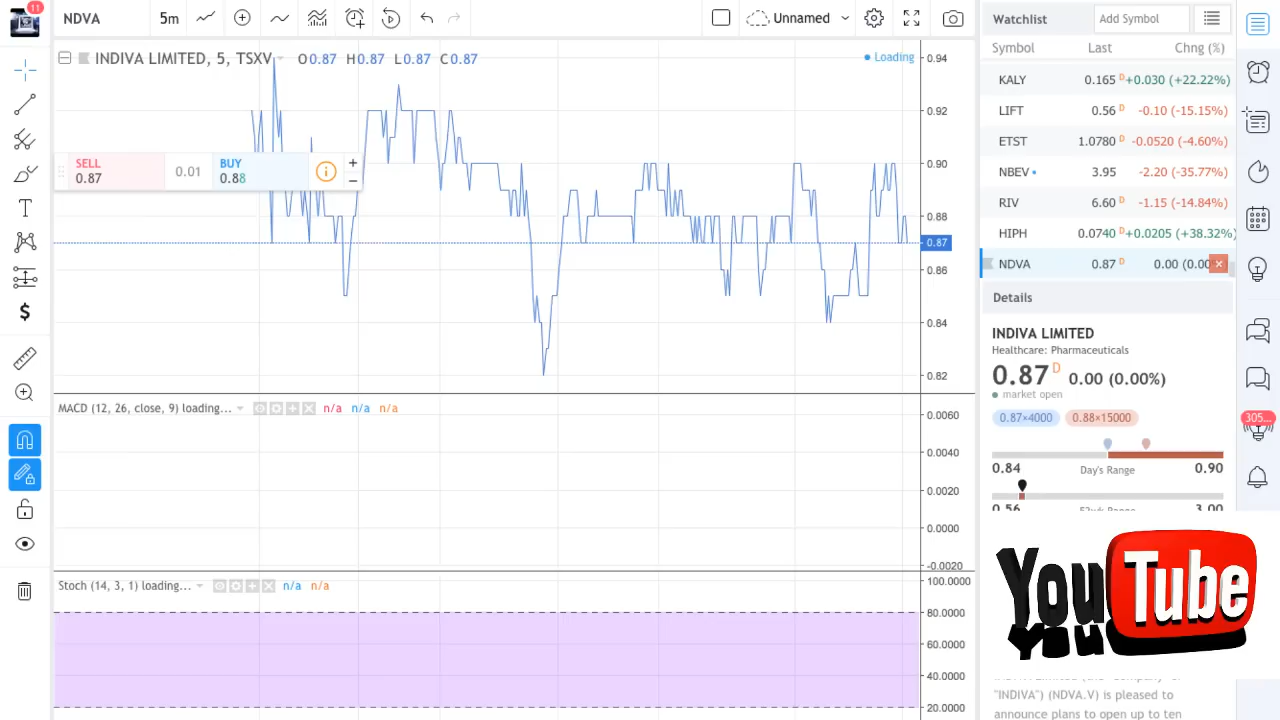 11
NDVA
5m
Unnamed
Watchlist
Add Symbol
Symbol Last Chng (%)
INDIVA LIMITED, 5, TSXV O0.87 H0.87 L0.87 C0.87
Loading
SELL
0.87
0.01
BUY
0.88
0.94
0.92
0.90
0.88
0.87
0.86
0.84
0.82
KALY 0.165 D +0.030 (+22.22%)
LIFT 0.56 D -0.10 (-15.15%)
ETST 1.0780 D -0.0520 (-4.60%)
NBEV 3.95 -2.20 (-35.77%)
RIV 6.60 D -1.15 (-14.84%)
HIPH 0.0740 D +0.0205 (+38.32%)
NDVA 0.87 D 0.00 (0.00
Details
INDIVA LIMITED
Healthcare: Pharmaceuticals
0.87 D 0.00 (0.00%)
market open
0.87×4000 0.88×15000
0.84 Day's Range 0.90
0.56 52wk Range 3.00
305...
MACD (12, 26, close, 9) loading... n/a n/a n/a
0.0060
0.0040
0.0020
0.0000
-0.0020
Stoch (14, 3, 1) loading... n/a n/a
100.0000
80.0000
60.0000
40.0000
20.0000
YouTube
"INDIVA") (NDVA.V) is pleased to
announce plans to open up to ten